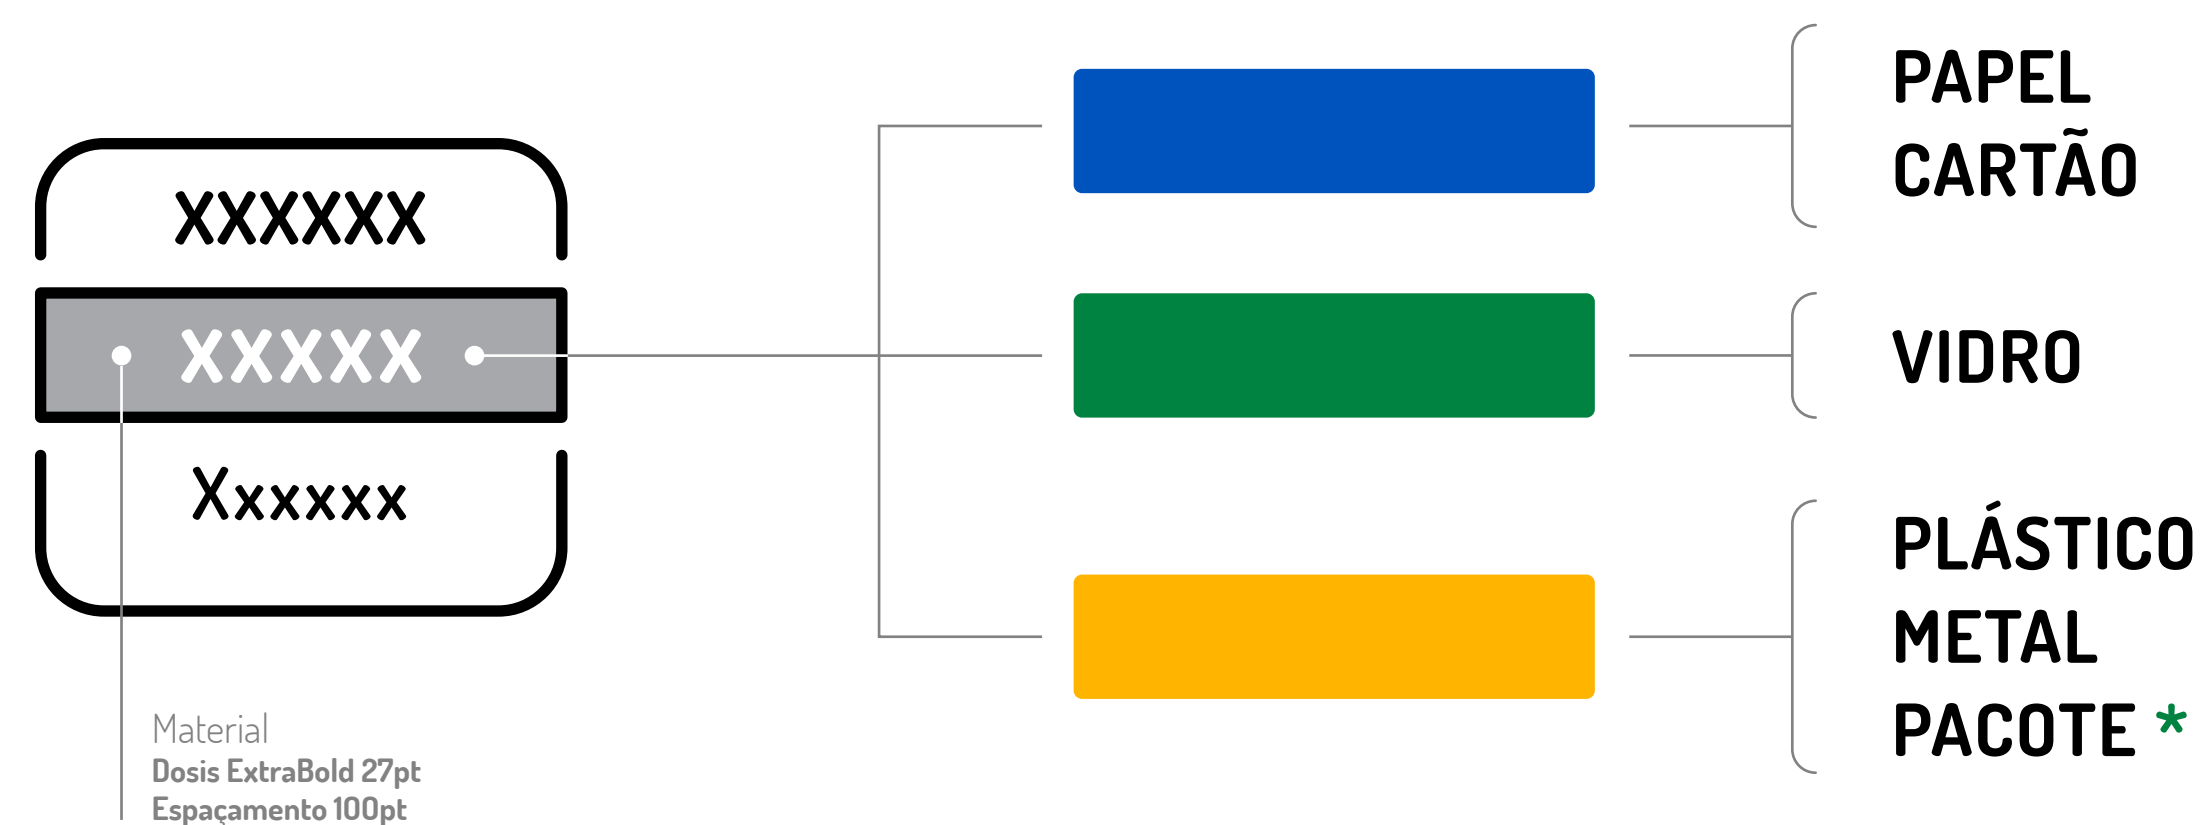 XXXXXX
XXXXX
Xxxxxx
Material
Dosis ExtraBold 27pt
Espaçamento 100pt
PAPEL
CARTÃO
VIDRO
PLÁSTICO
METAL
PACOTE *